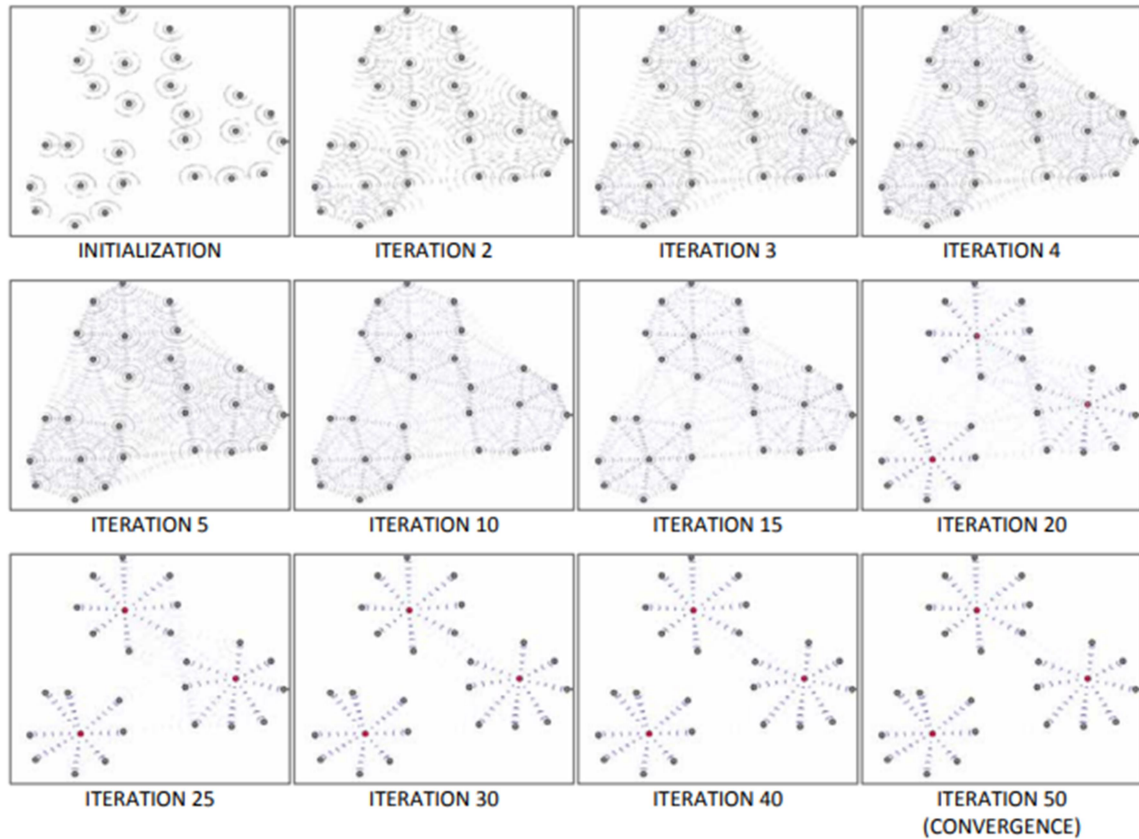 INITIALIZATION
ITERATION 2
ITERATION 3
ITERATION 4
ITERATION 5
ITERATION 10
ITERATION 15
ITERATION 20
ITERATION 25
ITERATION 30
ITERATION 40
ITERATION 50
(CONVERGENCE)